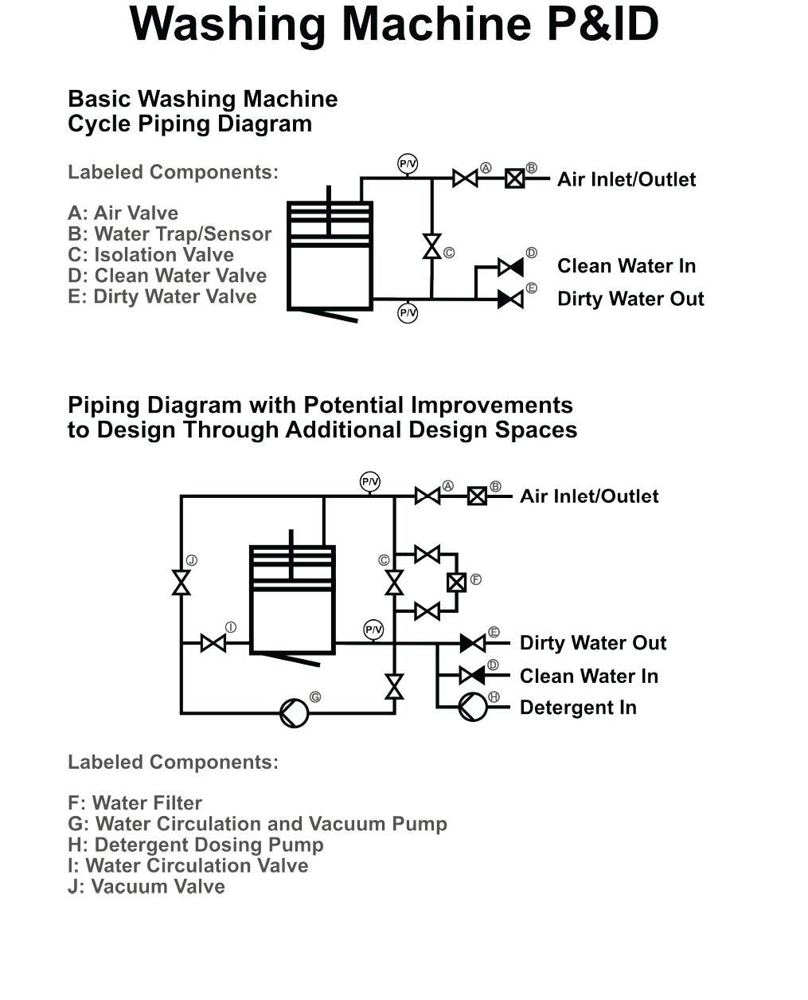 Washing Machine P&ID
Basic Washing Machine
Cycle Piping Diagram
Labeled Components:
A: Air Valve
B: Water Trap/Sensor
C: Isolation Valve
D: Clean Water Valve
E: Dirty Water Valve
P/V
A
B
Air Inlet/Outlet
C
D
Clean Water In
E
Dirty Water Out
P/V
Piping Diagram with Potential Improvements
to Design Through Additional Design Spaces
P/V
A
B
Air Inlet/Outlet
J
C
F
I
P/V
E
Dirty Water Out
D
Clean Water In
G
H
Detergent In
Labeled Components:
F: Water Filter
G: Water Circulation and Vacuum Pump
H: Detergent Dosing Pump
I: Water Circulation Valve
J: Vacuum Valve